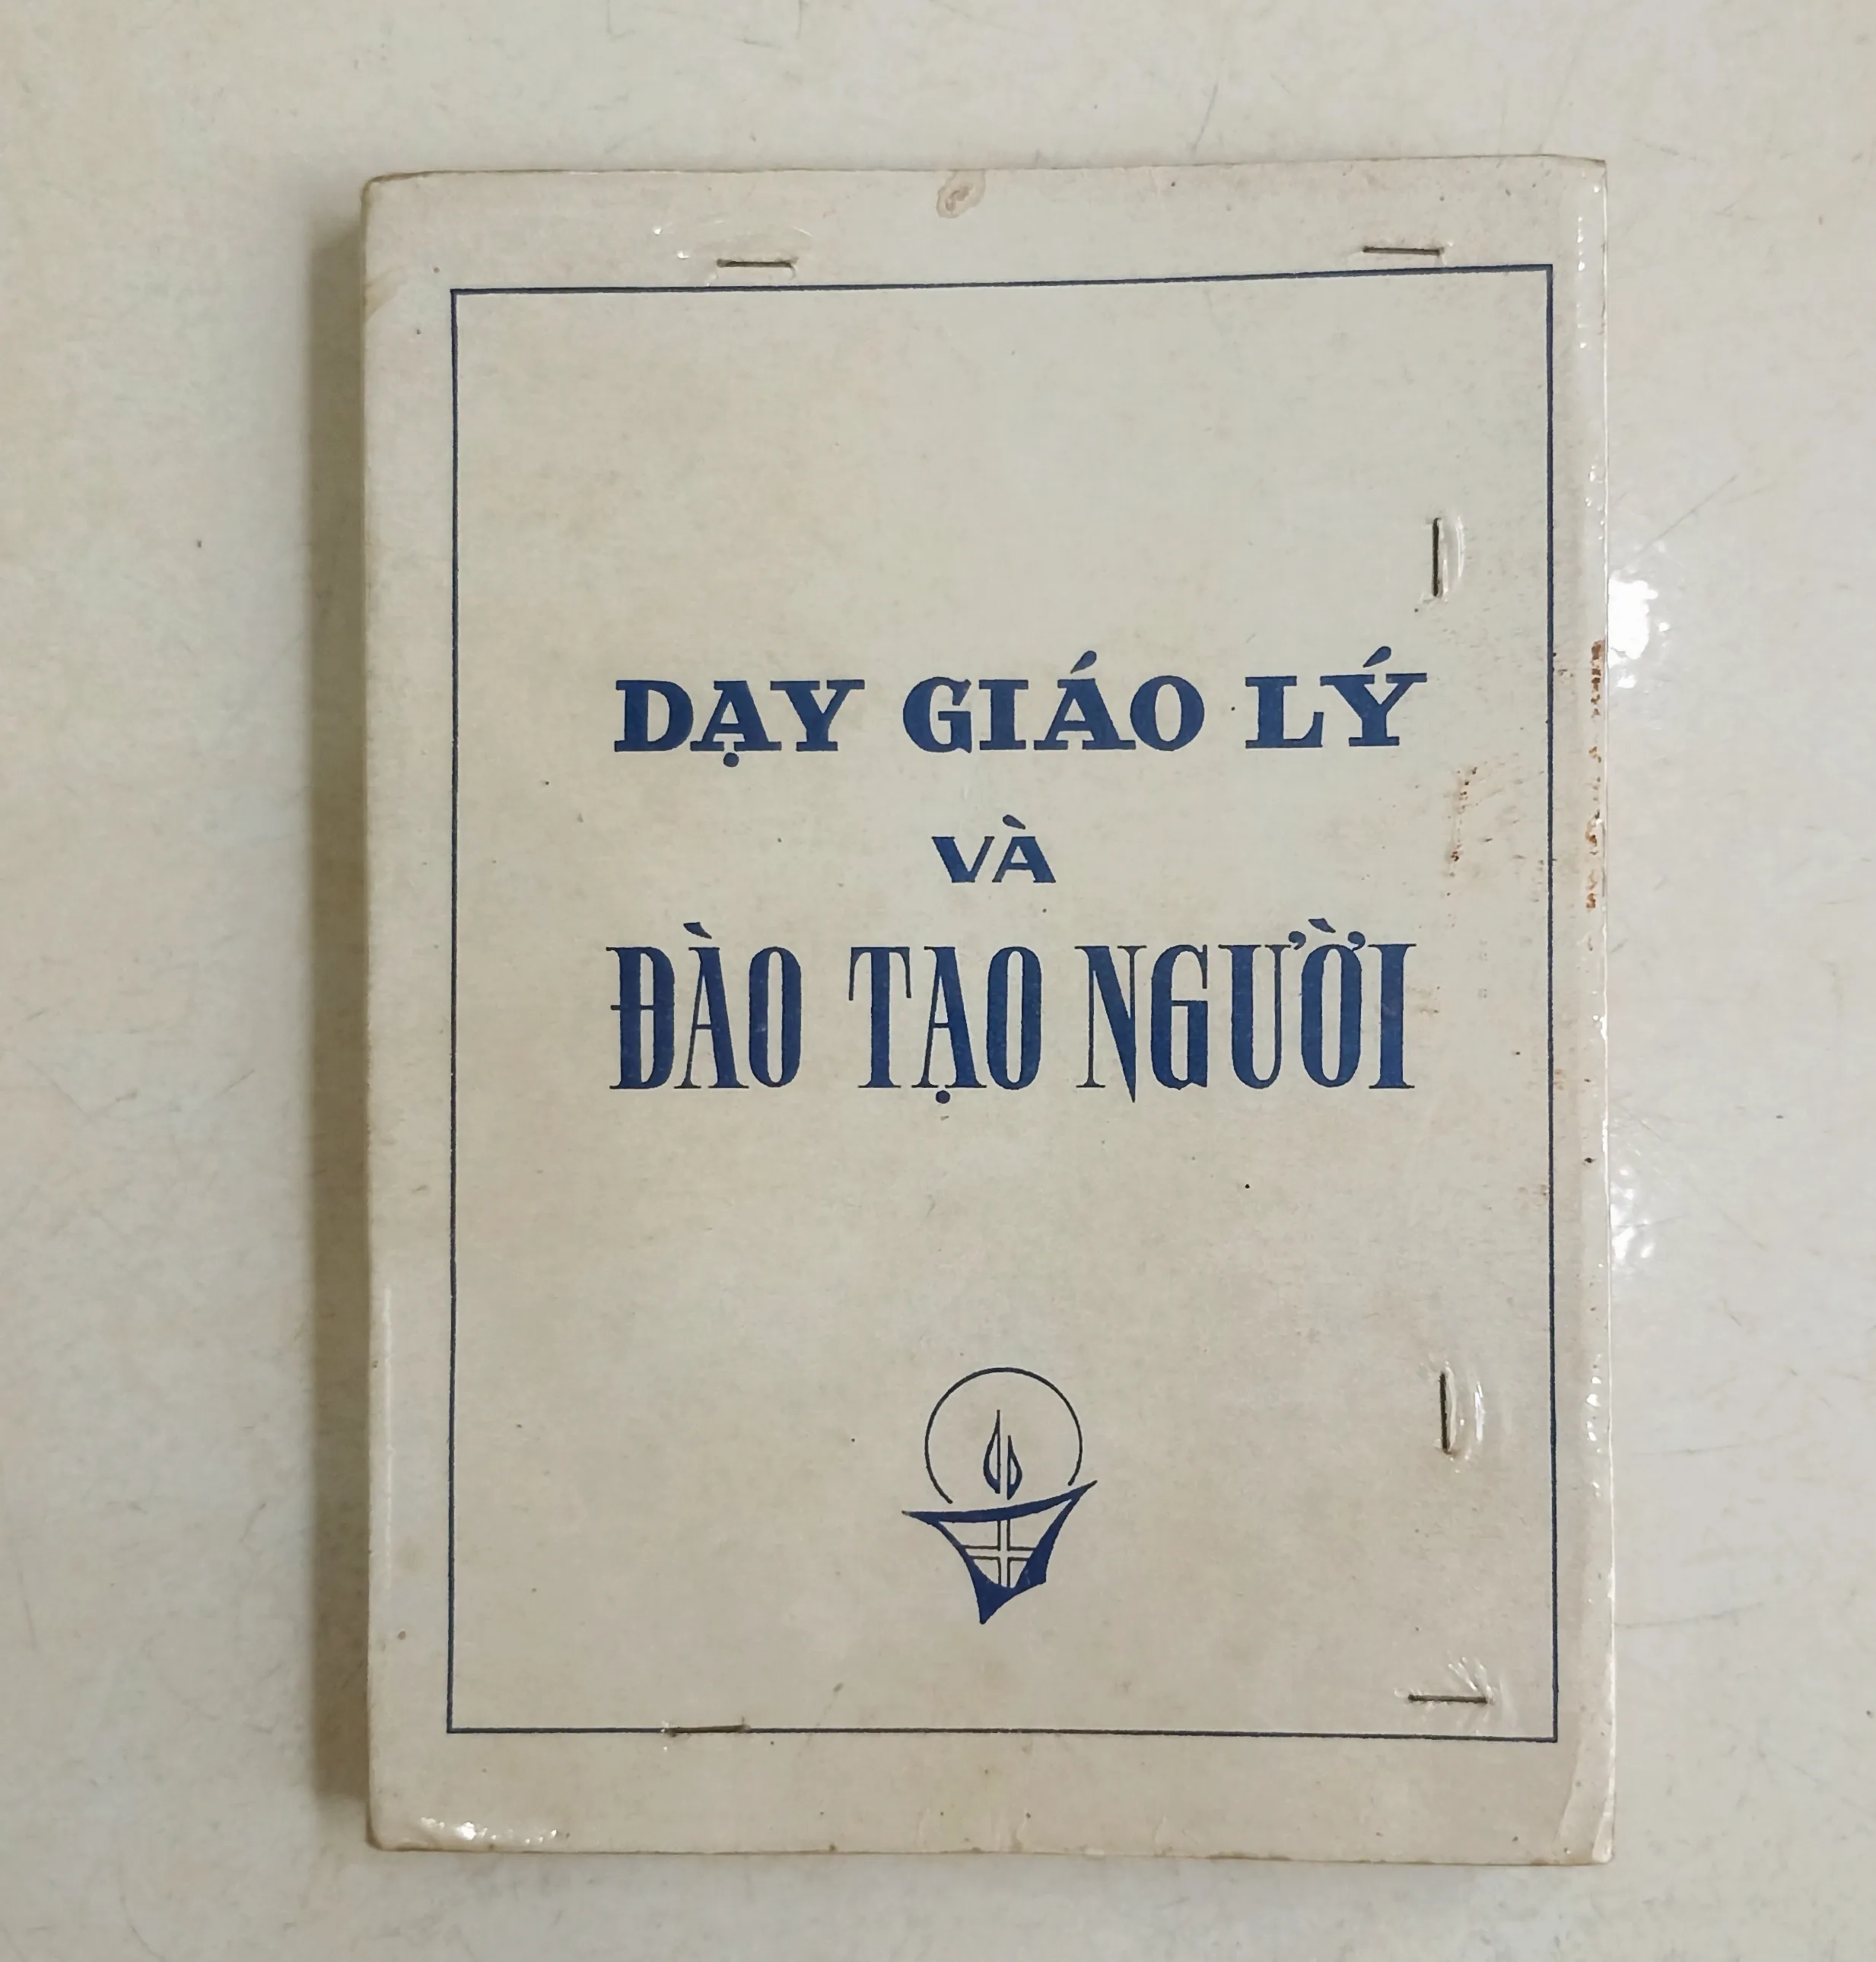 DẠY GIÁO LÝ
VÀ
ĐÀO TẠO NGƯỜI